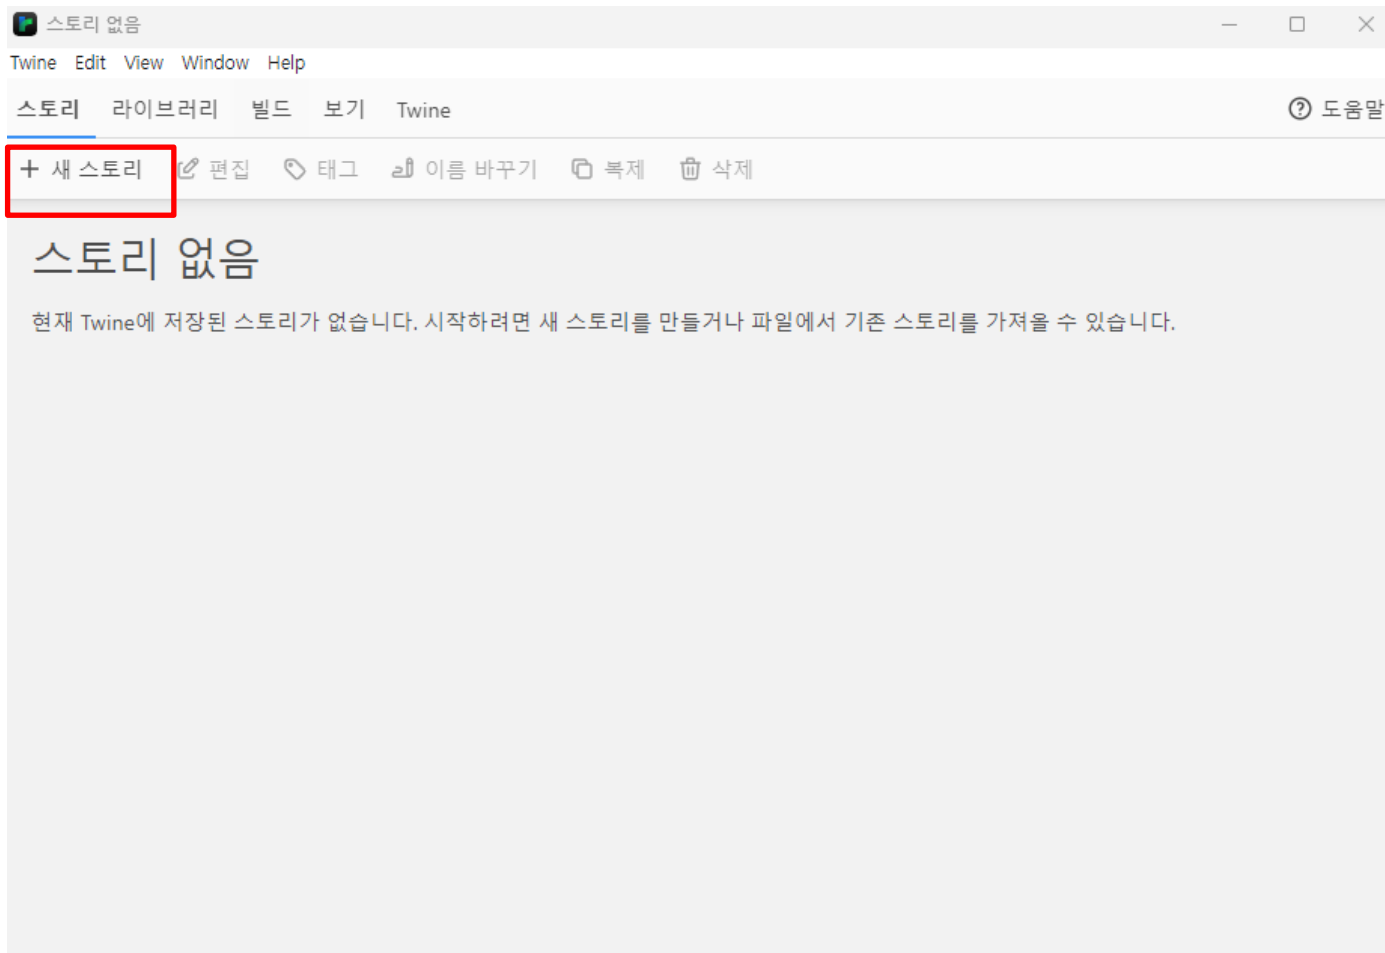 스토리 없음
Twine Edit View Window Help
스토리 라이브러리 빌드 보기 Twine 도움말
새 스토리 편집 태그 이름 바꾸기 복제 삭제
스토리 없음
현재 Twine에 저장된 스토리가 없습니다. 시작하려면 새 스토리를 만들거나 파일에서 기존 스토리를 가져올 수 있습니다.